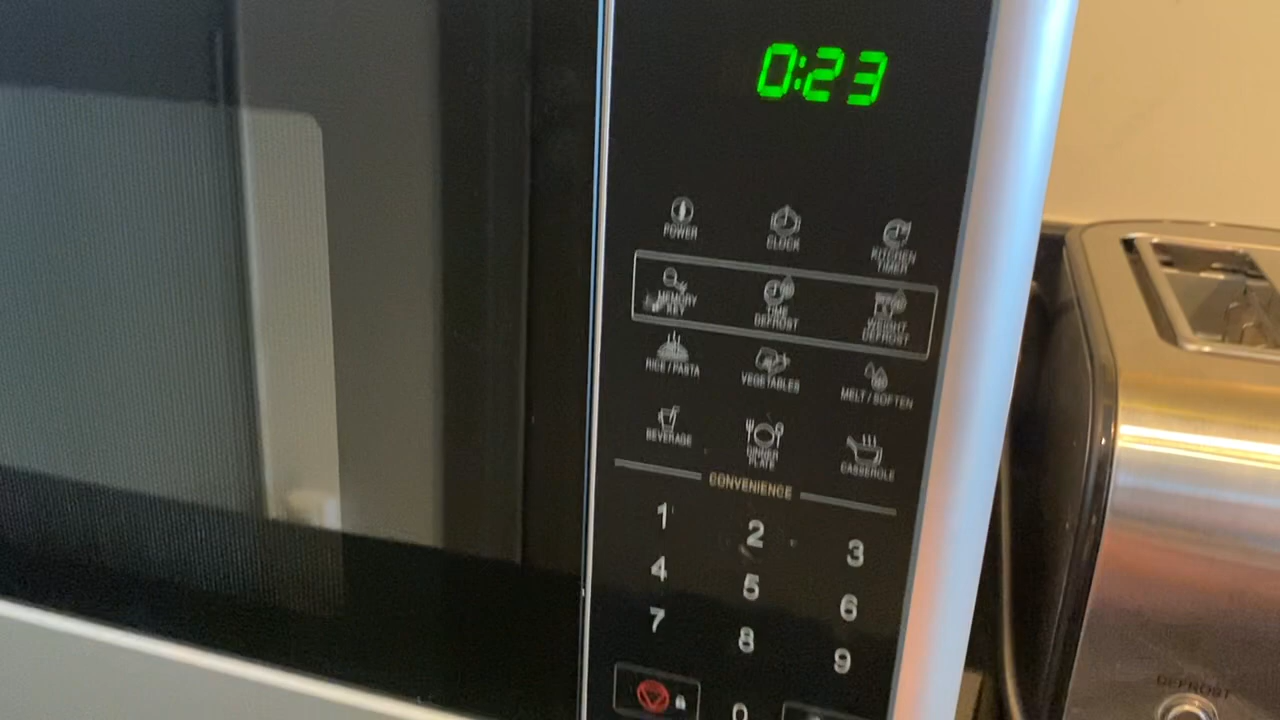 0:23
POWER CLOCK KITCHEN
TIMER
MEMORY TIME WEIGHT
KEY DEFROST DEFROST
RICE / PASTA VEGETABLES MELT / SOFTEN
BEVERAGE DINNER CASSEROLE
PLATE
CONVENIENCE
1 2 3
4 5 6
7 8 9
0
DEFROST